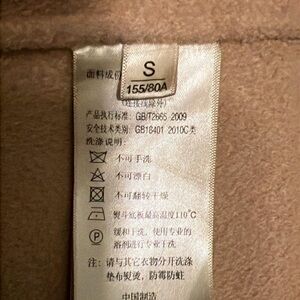 面料成份
S
155/80A
(连接线除外)
产品执行标准: GB/T2665-2009
安全技术类别: GB18401-2010C类
洗涤说明:
不可手洗
不可漂白
不可翻转干燥
熨斗底板最高温度110℃
P 缓和干洗，使用专业的
溶剂进行专业干洗
注: 请与其它衣物分开洗涤
垫布熨烫，防霉防蛀
中国制造